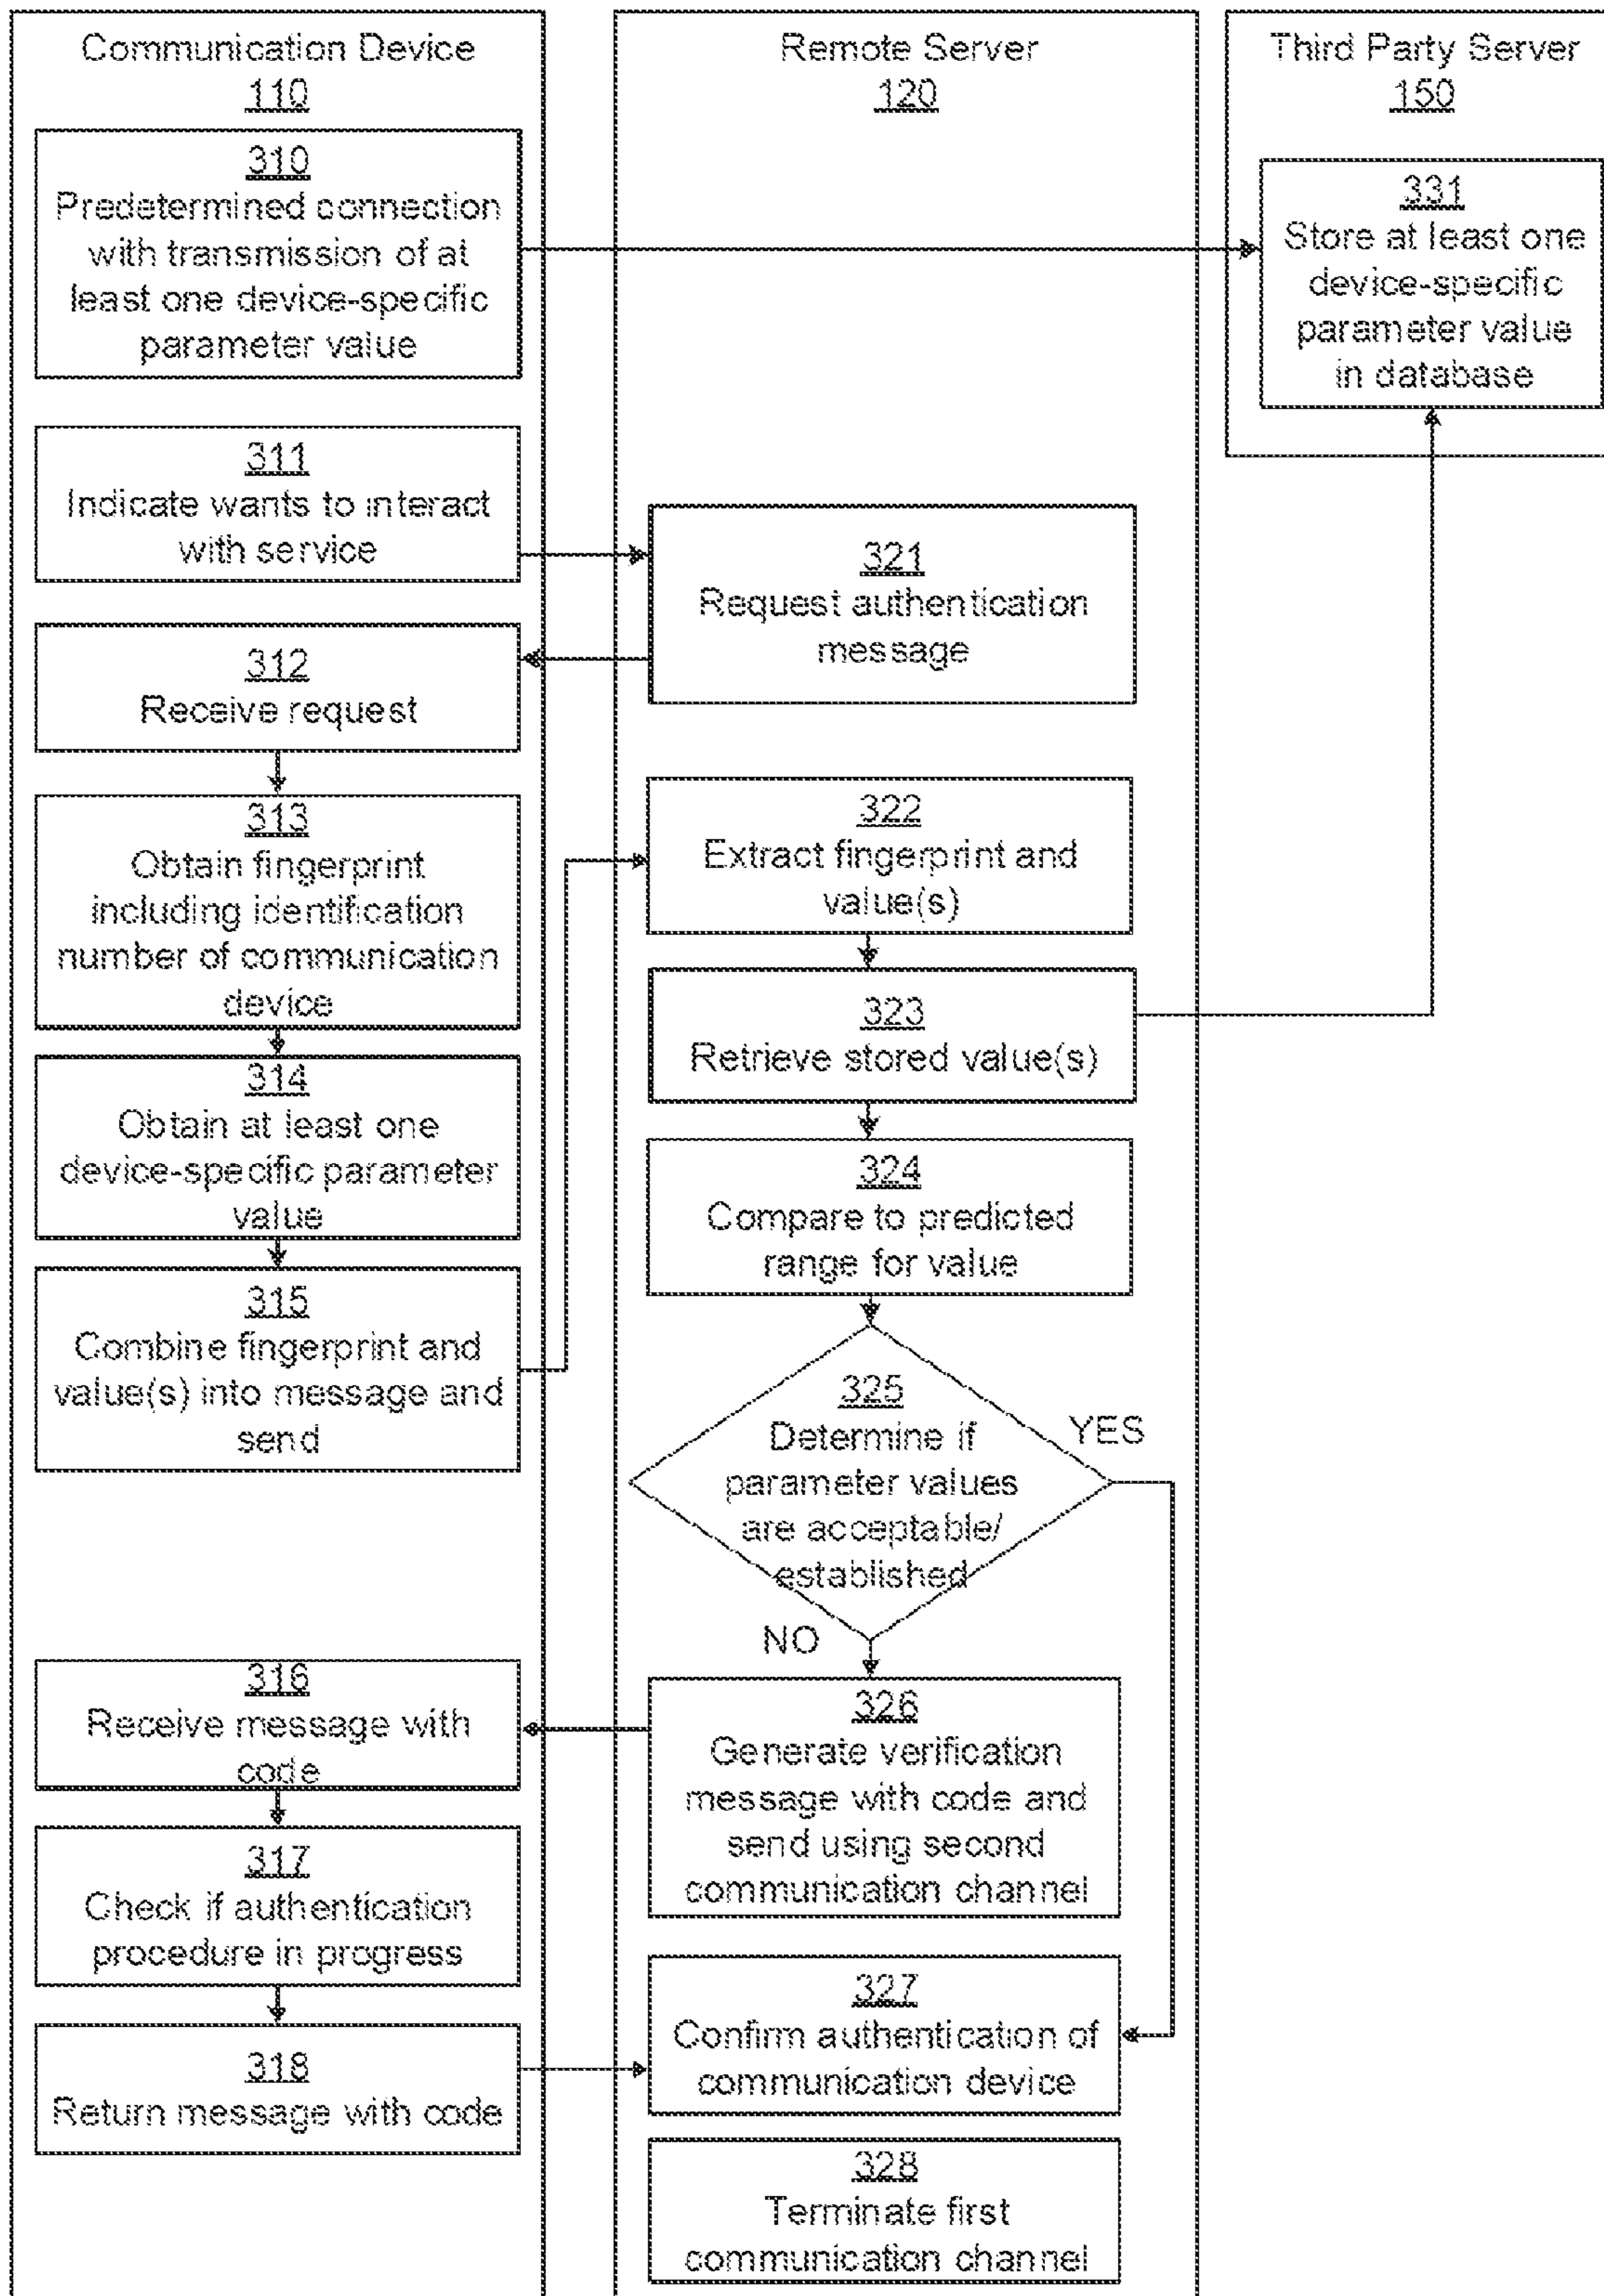 Communication Device
110
310
Predetermined connection
with transmission of at
least one device-specific
parameter value
311
Indicate wants to interact
with service
312
Receive request
313
Obtain fingerprint
including identification
number of communication
device
314
Obtain at least one
device-specific parameter
value
315
Combine fingerprint and
value(s) into message and
send
316
Receive message with
code
317
Check if authentication
procedure in progress
318
Return message with code
Remote Server
120
321
Request authentication
message
322
Extract fingerprint and
value(s)
323
Retrieve stored value(s)
324
Compare to predicted
range for value
325
Determine if
parameter values
are acceptable/
established
YES
NO
326
Generate verification
message with code and
send using second
communication channel
327
Confirm authentication of
communication device
328
Terminate first
communication channel
Third Party Server
150
331
Store at least one
device-specific
parameter value
in database